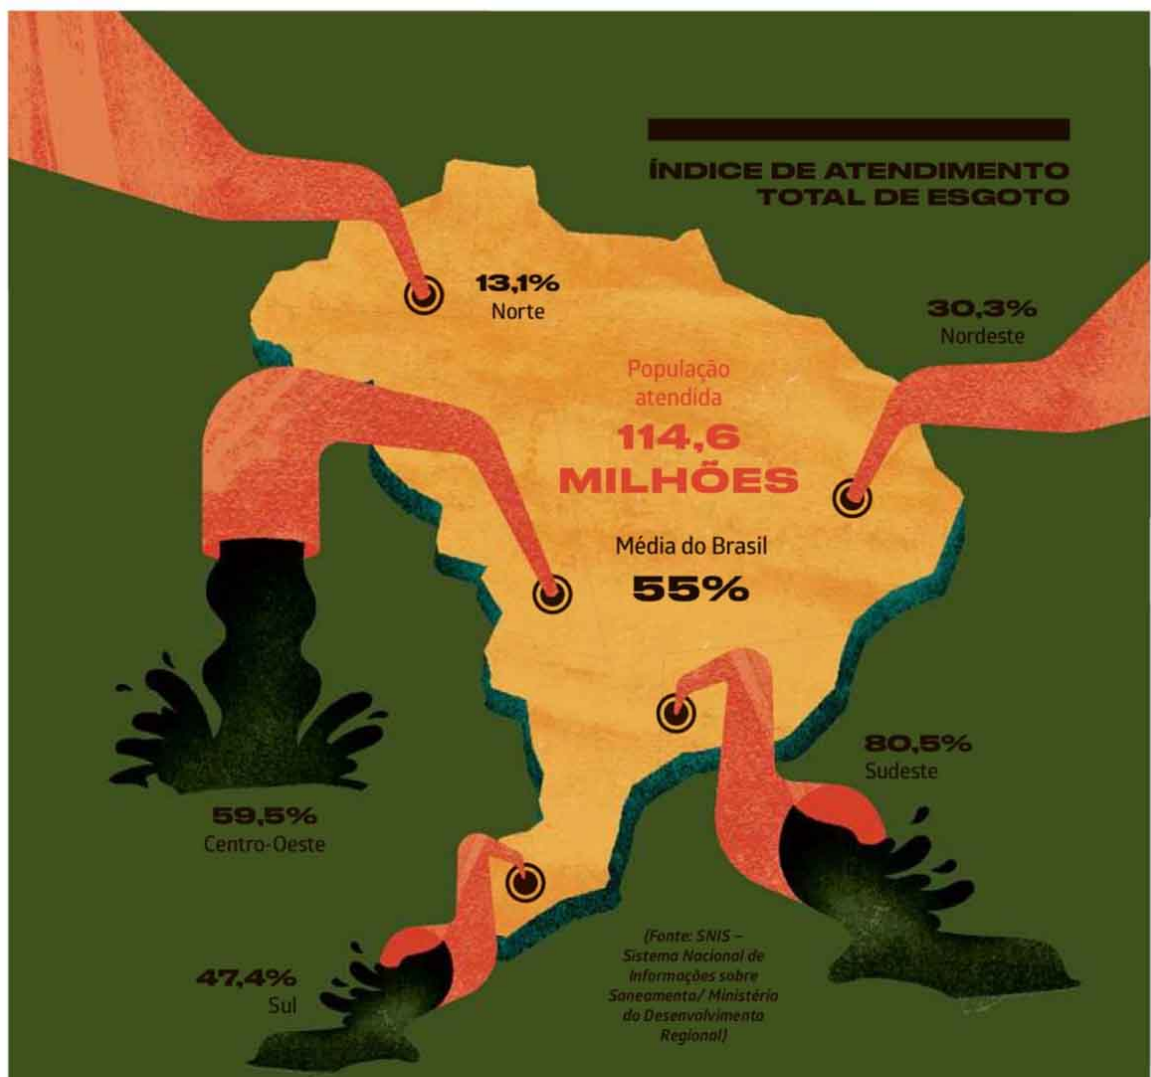 ÍNDICE DE ATENDIMENTO
TOTAL DE ESGOTO
13,1%
Norte
30,3%
Nordeste
População
atendida
114,6
MILHÕES
Média do Brasil
55%
80,5%
Sudeste
59,5%
Centro-Oeste
47,4%
Sul
(Fonte: SNIS –
Sistema Nacional de
Informações sobre
Saneamento/ Ministério
do Desenvolvimento
Regional)